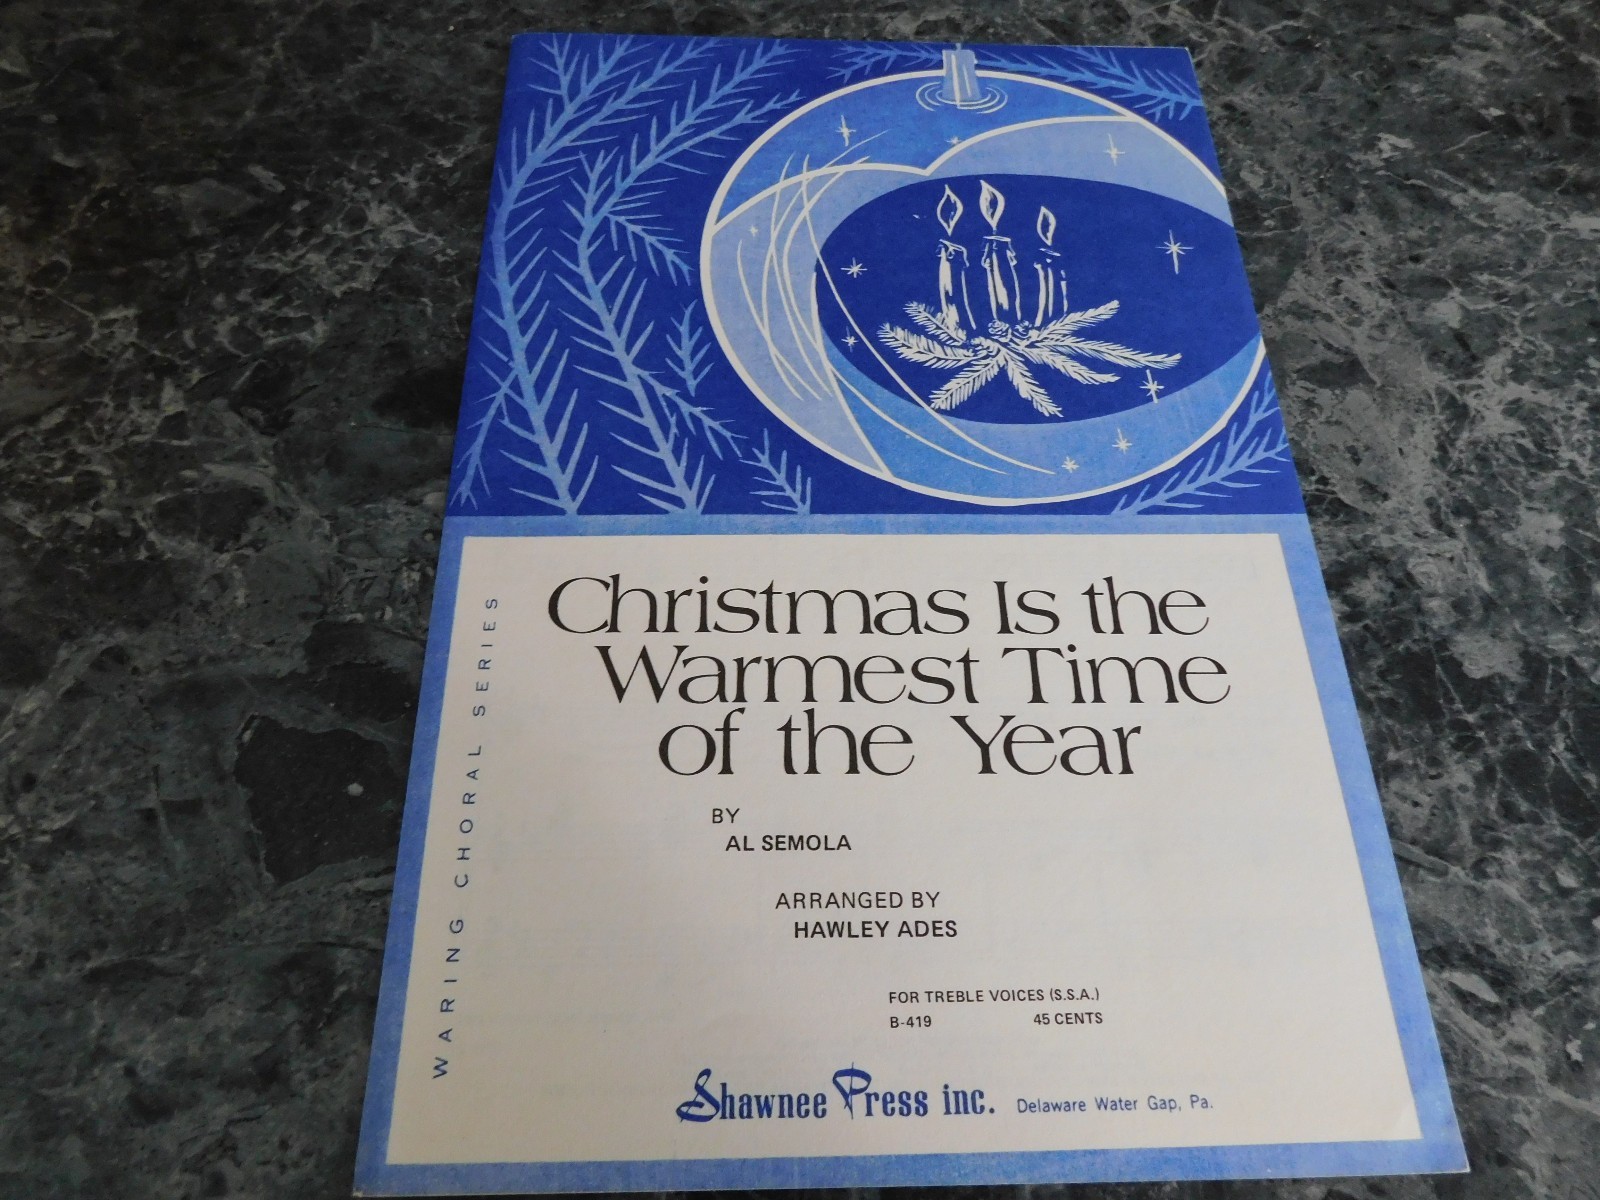 Christmas Is the
Warmest Time
of the Year
BY
AL SEMOLA
ARRANGED BY
HAWLEY ADES
FOR TREBLE VOICES (S.S.A.)
B-419 45 CENTS
Shawnee Press inc. Delaware Water Gap, Pa.
WARING CHORAL SERIES